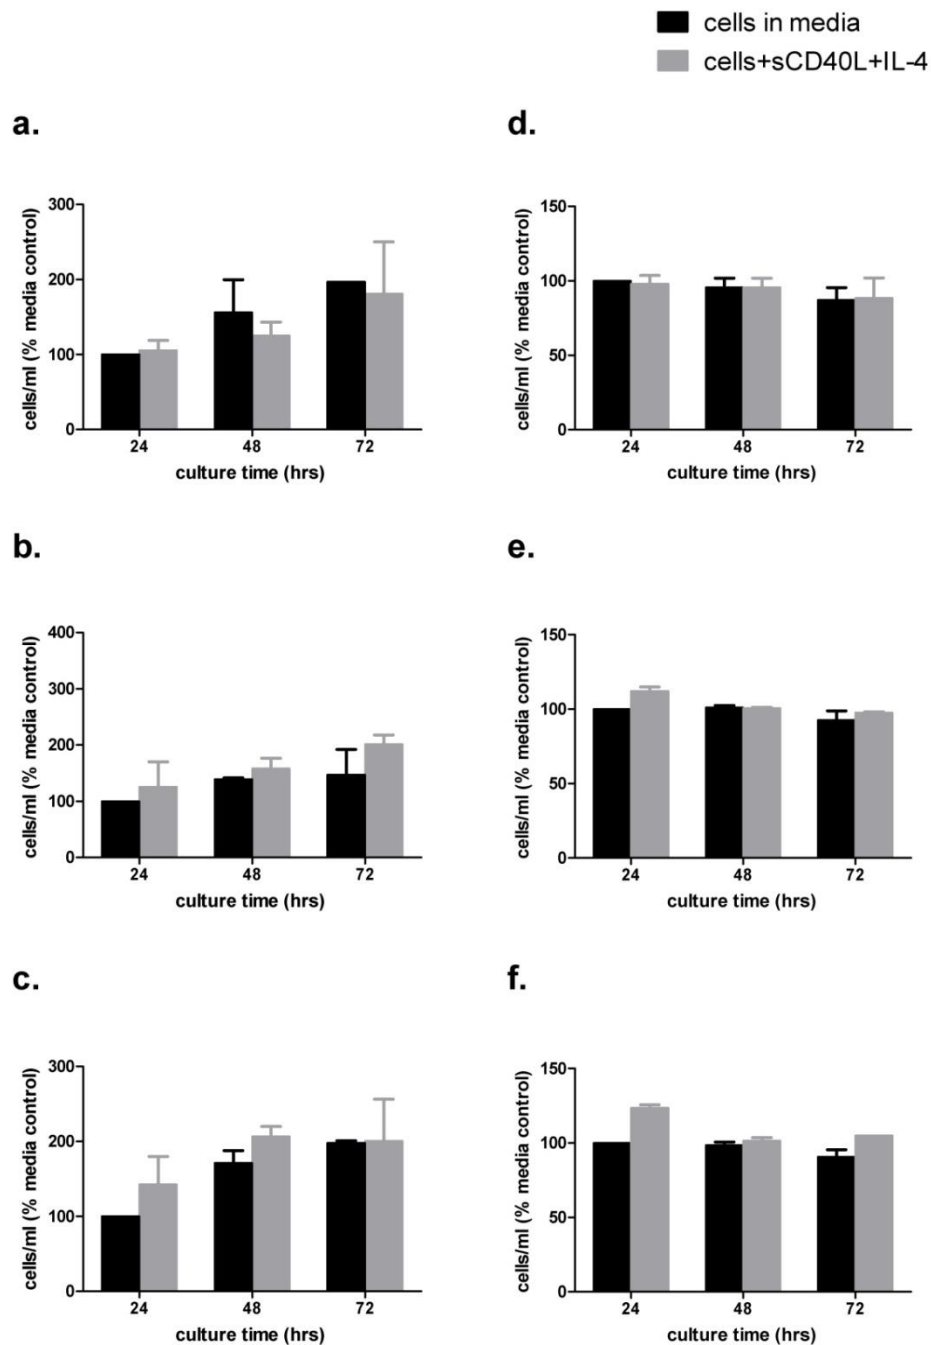 cells in media
cells+sCD40L+IL-4
a.
cells/ml (% media control)
300
200
100
0
24 48 72
culture time (hrs)
d.
cells/ml (% media control)
150
100
50
0
24 48 72
culture time (hrs)
b.
cells/ml (% media control)
400
300
200
100
0
24 48 72
culture time (hrs)
e.
cells/ml (% media control)
150
100
50
0
24 48 72
culture time (hrs)
c.
cells/ml (% media control)
300
200
100
0
24 48 72
culture time (hrs)
f.
cells/ml (% media control)
150
100
50
0
24 48 72
culture time (hrs)